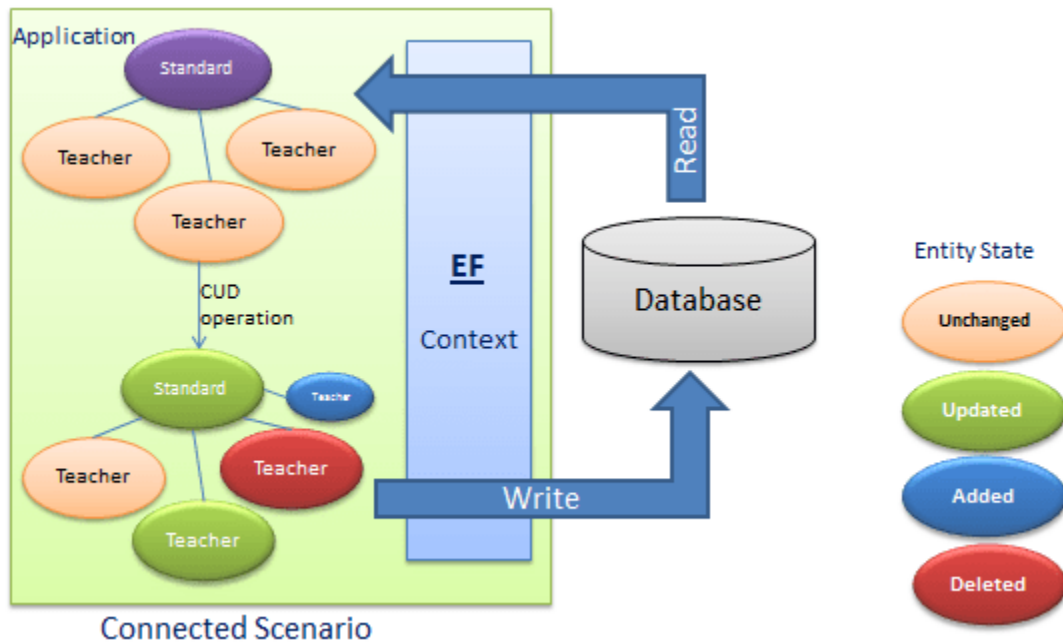 Application
Standard
Teacher
Teacher
Teacher
CUD
operation
Standard
Teacher
Teacher
Teacher
Teacher
EF
Context
Read
Write
Database
Entity State
Unchanged
Updated
Added
Deleted
Connected Scenario